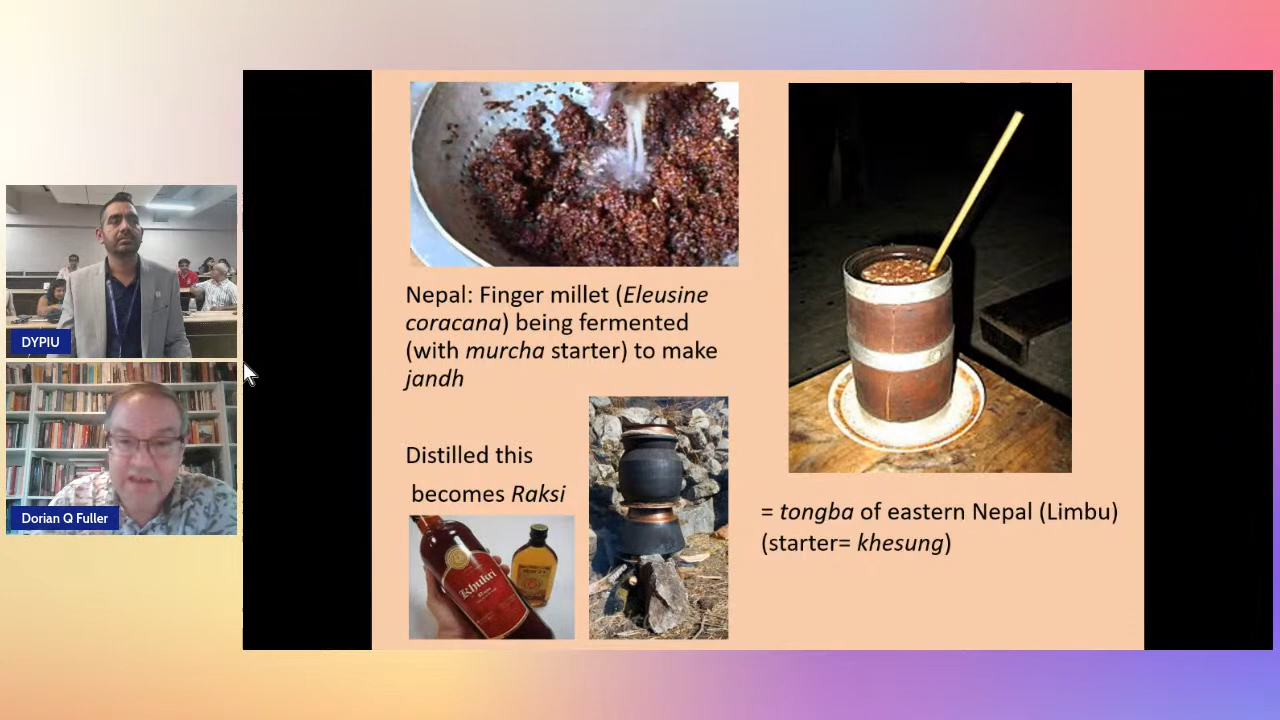 Nepal: Finger millet (Eleusine
coracana) being fermented
(with murcha starter) to make
jandh
Distilled this
becomes Raksi
Khukri
= tongba of eastern Nepal (Limbu)
(starter= khesung)
DYPIU
Dorian Q Fuller